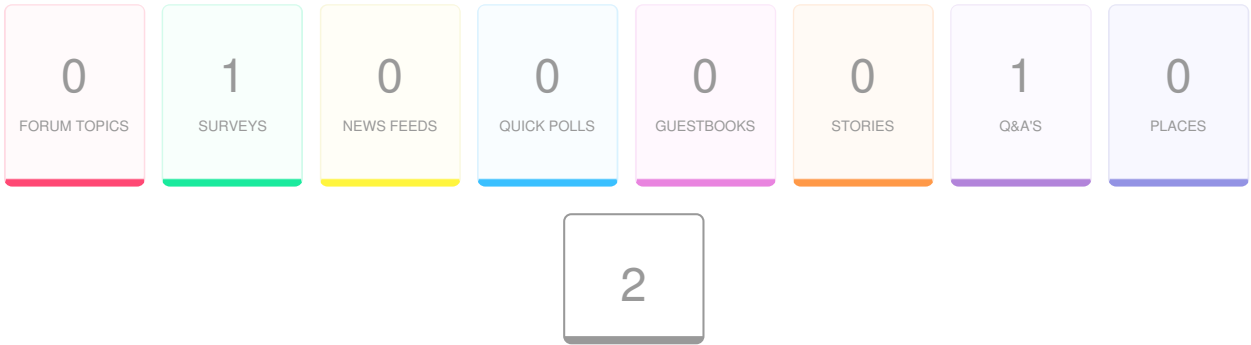 0 1 0 0 0 0 1 0
FORUM TOPICS SURVEYS NEWS FEEDS QUICK POLLS GUESTBOOKS STORIES Q&A'S PLACES
2